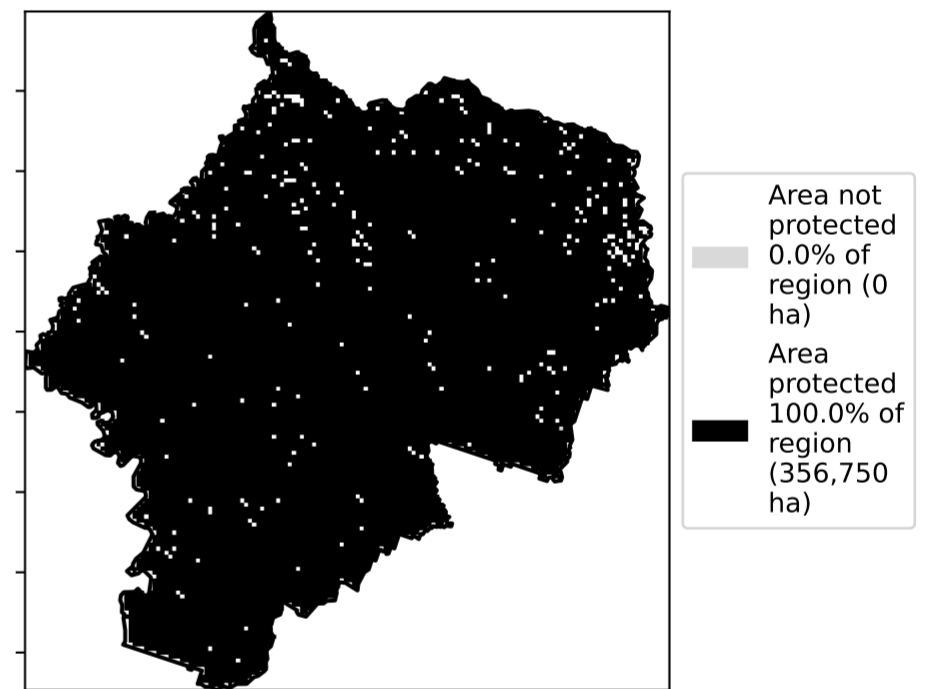 Area not
protected
0.0% of
region (0
ha)
Area
protected
100.0% of
region
(356,750
ha)